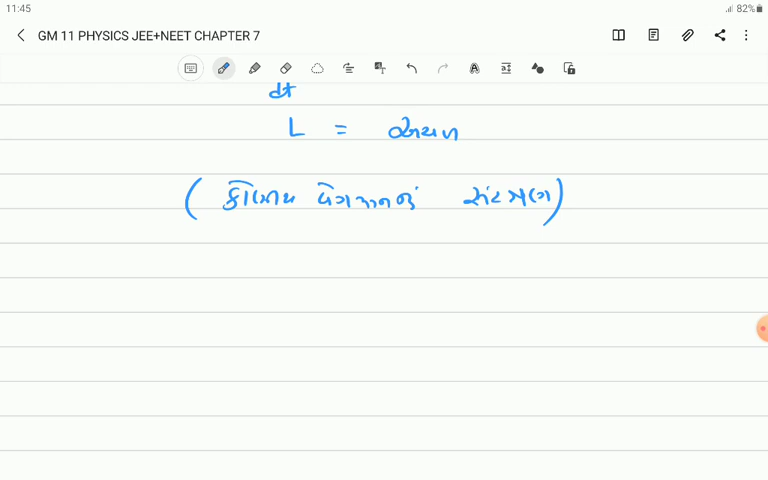 11:45 82%
GM 11 PHYSICS JEE+NEET CHAPTER 7
dt
L = અચળ
( કોણીય વેગમાનનું સંરક્ષણ )